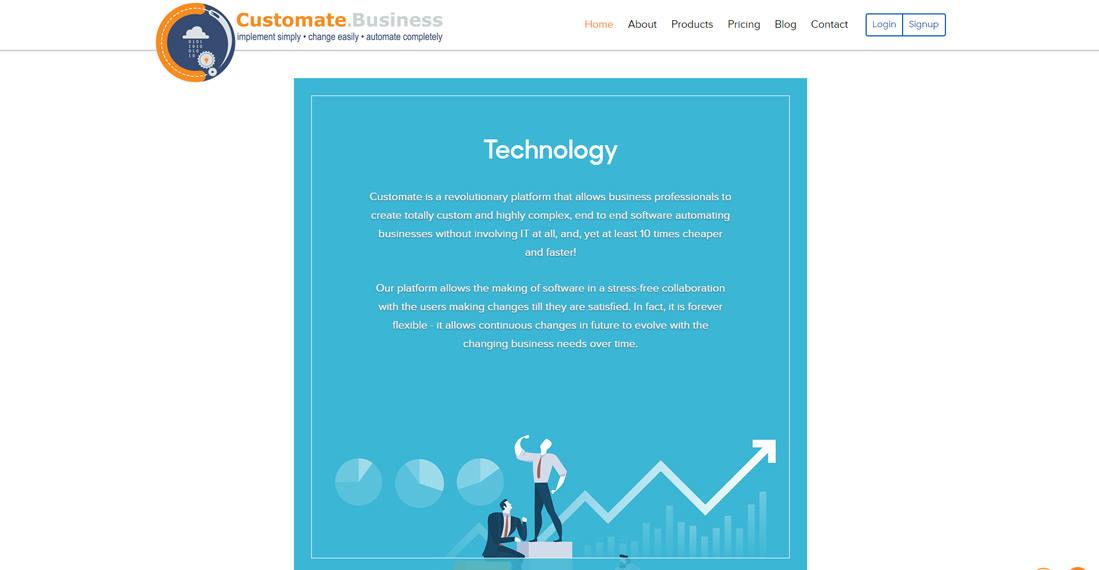 Customate.Business
implement simply • change easily • automate completely
Home About Products Pricing Blog Contact Login Signup
Technology
Customate is a revolutionary platform that allows business professionals to
create totally custom and highly complex, end to end software automating
businesses without involving IT at all, and, yet at least 10 times cheaper
and faster!
Our platform allows the making of software in a stress-free collaboration
with the users making changes till they are satisfied. In fact, it is forever
flexible - it allows continuous changes in future to evolve with the
changing business needs over time.